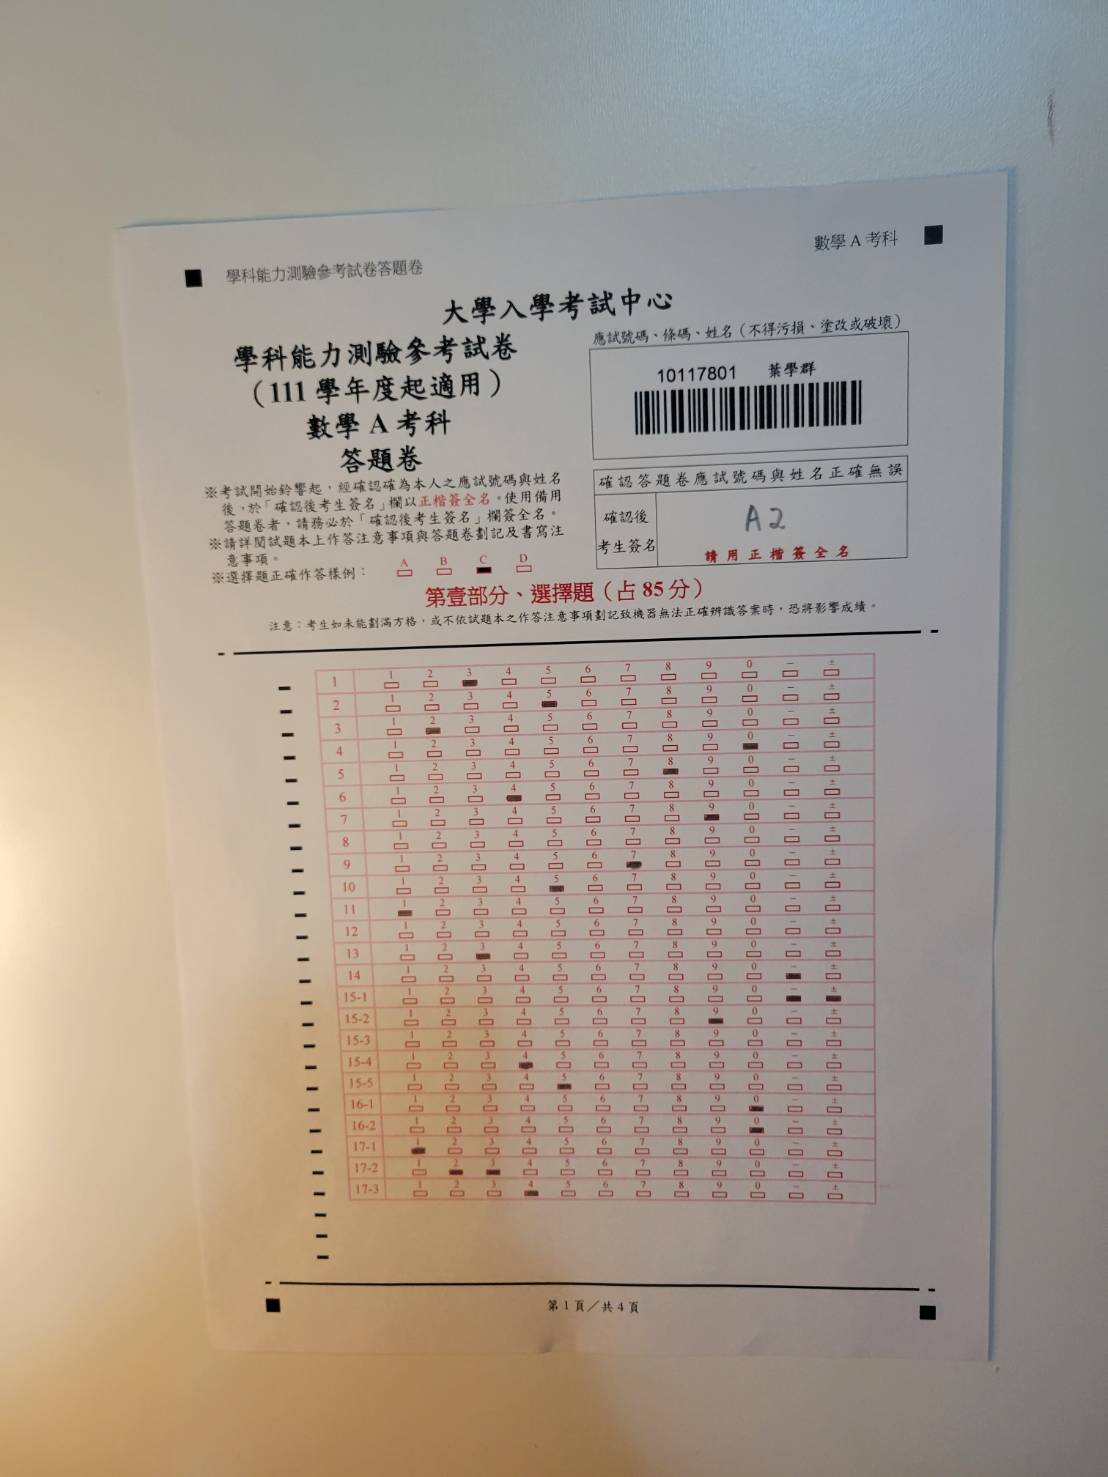 學科能力測驗參考試卷答題卷
數學 A 考科
大學入學考試中心
學科能力測驗參考試卷
（111 學年度起適用）
數學 A 考科
答題卷
應試號碼、條碼、姓名（不得污損、塗改或破壞）
10117801 葉學群
※考試開始鈴響起，經確認確為本人之應試號碼與姓名
後，於「確認後考生簽名」欄以正楷簽全名。使用備用
答題卷者，請務必於「確認後考生簽名」欄簽全名。
※請詳閱試題本上作答注意事項與答題卷劃記及書寫注
意事項。
※選擇題正確作答樣例：
A B C D
確認答題卷應試號碼與姓名正確無誤
確認後
考生簽名
A2
請用正楷簽全名
第壹部分、選擇題（占 85 分）
注意：考生如未能劃滿方格，或不依試題本之作答注意事項劃記致機器無法正確辨識答案時，恐將影響成績。
1 1 2 3 4 5 6 7 8 9 0 − ±
2 1 2 3 4 5 6 7 8 9 0 − ±
3 1 2 3 4 5 6 7 8 9 0 − ±
4 1 2 3 4 5 6 7 8 9 0 − ±
5 1 2 3 4 5 6 7 8 9 0 − ±
6 1 2 3 4 5 6 7 8 9 0 − ±
7 1 2 3 4 5 6 7 8 9 0 − ±
8 1 2 3 4 5 6 7 8 9 0 − ±
9 1 2 3 4 5 6 7 8 9 0 − ±
10 1 2 3 4 5 6 7 8 9 0 − ±
11 1 2 3 4 5 6 7 8 9 0 − ±
12 1 2 3 4 5 6 7 8 9 0 − ±
13 1 2 3 4 5 6 7 8 9 0 − ±
14 1 2 3 4 5 6 7 8 9 0 − ±
15-1 1 2 3 4 5 6 7 8 9 0 − ±
15-2 1 2 3 4 5 6 7 8 9 0 − ±
15-3 1 2 3 4 5 6 7 8 9 0 − ±
15-4 1 2 3 4 5 6 7 8 9 0 − ±
15-5 1 2 3 4 5 6 7 8 9 0 − ±
16-1 1 2 3 4 5 6 7 8 9 0 − ±
16-2 1 2 3 4 5 6 7 8 9 0 − ±
17-1 1 2 3 4 5 6 7 8 9 0 − ±
17-2 1 2 3 4 5 6 7 8 9 0 − ±
17-3 1 2 3 4 5 6 7 8 9 0 − ±
第 1 頁／共 4 頁